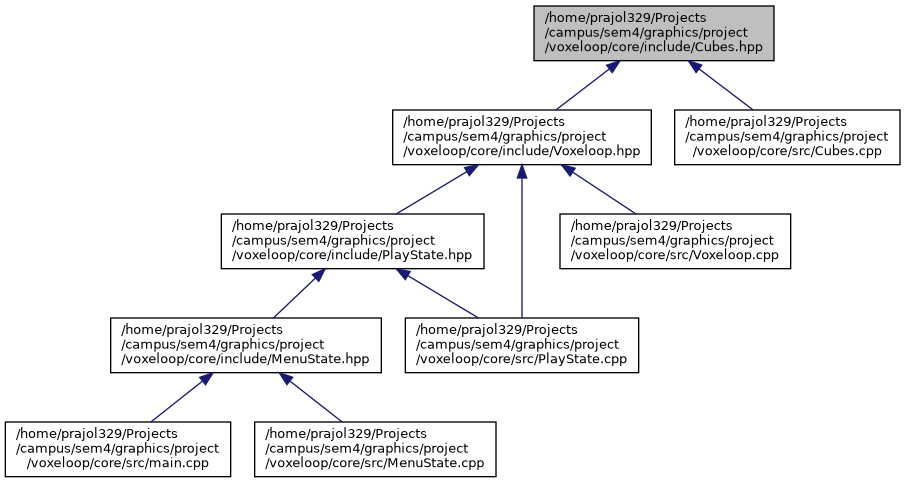 /home/prajol329/Projects
/campus/sem4/graphics/project
/voxeloop/core/include/Cubes.hpp
/home/prajol329/Projects
/campus/sem4/graphics/project
/voxeloop/core/include/Voxeloop.hpp
/home/prajol329/Projects
/campus/sem4/graphics/project
/voxeloop/core/src/Cubes.cpp
/home/prajol329/Projects
/campus/sem4/graphics/project
/voxeloop/core/include/PlayState.hpp
/home/prajol329/Projects
/campus/sem4/graphics/project
/voxeloop/core/src/Voxeloop.cpp
/home/prajol329/Projects
/campus/sem4/graphics/project
/voxeloop/core/include/MenuState.hpp
/home/prajol329/Projects
/campus/sem4/graphics/project
/voxeloop/core/src/PlayState.cpp
/home/prajol329/Projects
/campus/sem4/graphics/project
/voxeloop/core/src/main.cpp
/home/prajol329/Projects
/campus/sem4/graphics/project
/voxeloop/core/src/MenuState.cpp